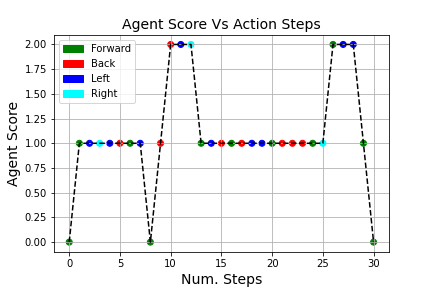 Agent Score Vs Action Steps
Agent Score
2.00
1.75
1.50
1.25
1.00
0.75
0.50
0.25
0.00
Forward
Back
Left
Right
0 5 10 15 20 25 30
Num. Steps